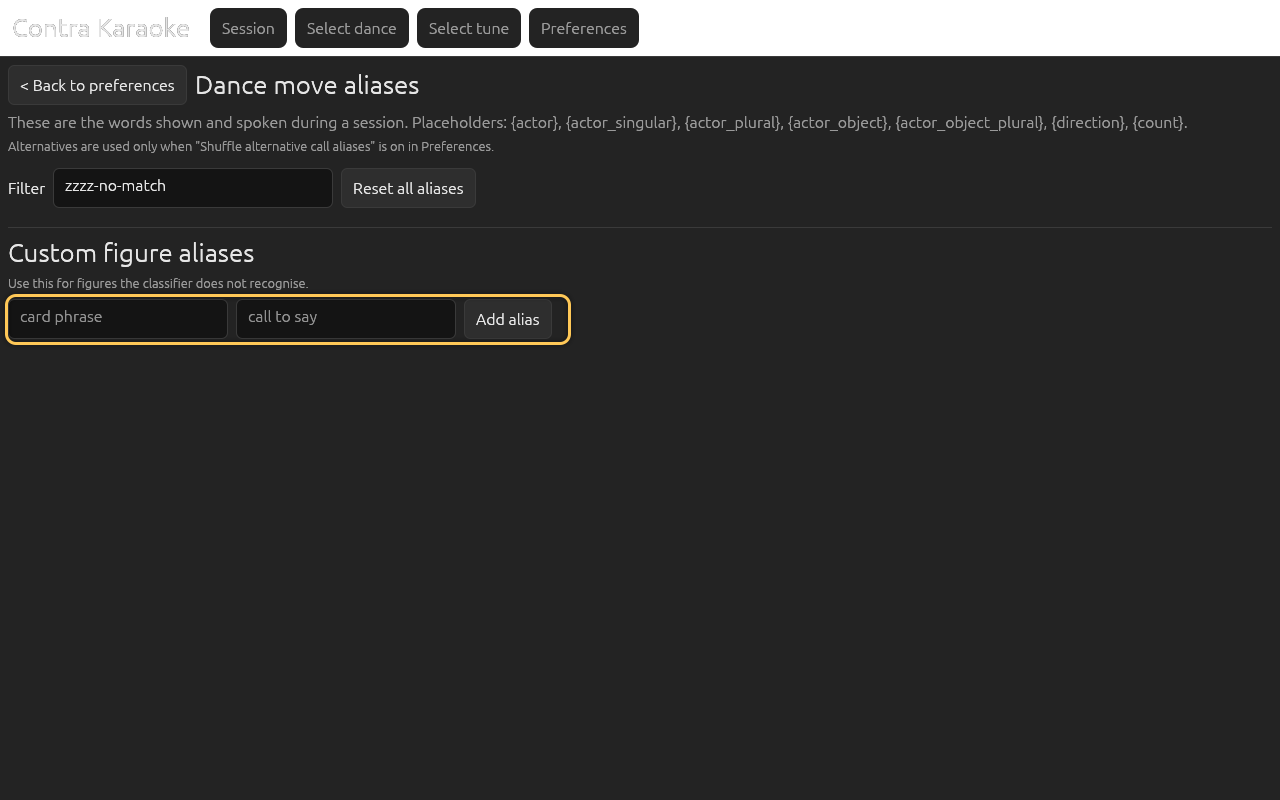 Contra Karaoke Session Select dance Select tune Preferences
< Back to preferences Dance move aliases
These are the words shown and spoken during a session. Placeholders: {actor}, {actor_singular}, {actor_plural}, {actor_object}, {actor_object_plural}, {direction}, {count}.
Alternatives are used only when "Shuffle alternative call aliases" is on in Preferences.
Filter zzzz-no-match Reset all aliases
Custom figure aliases
Use this for figures the classifier does not recognise.
card phrase call to say Add alias